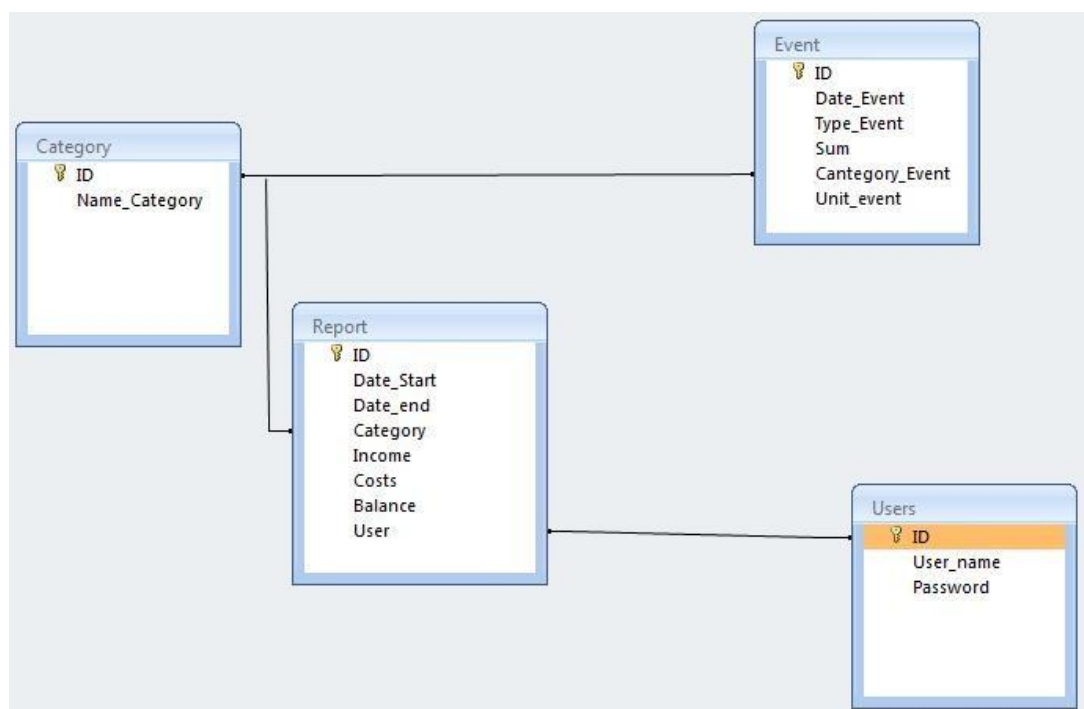 Event
ID
Date_Event
Type_Event
Sum
Cantegory_Event
Unit_event
Category
ID
Name_Category
Report
ID
Date_Start
Date_end
Category
Income
Costs
Balance
User
Users
ID
User_name
Password